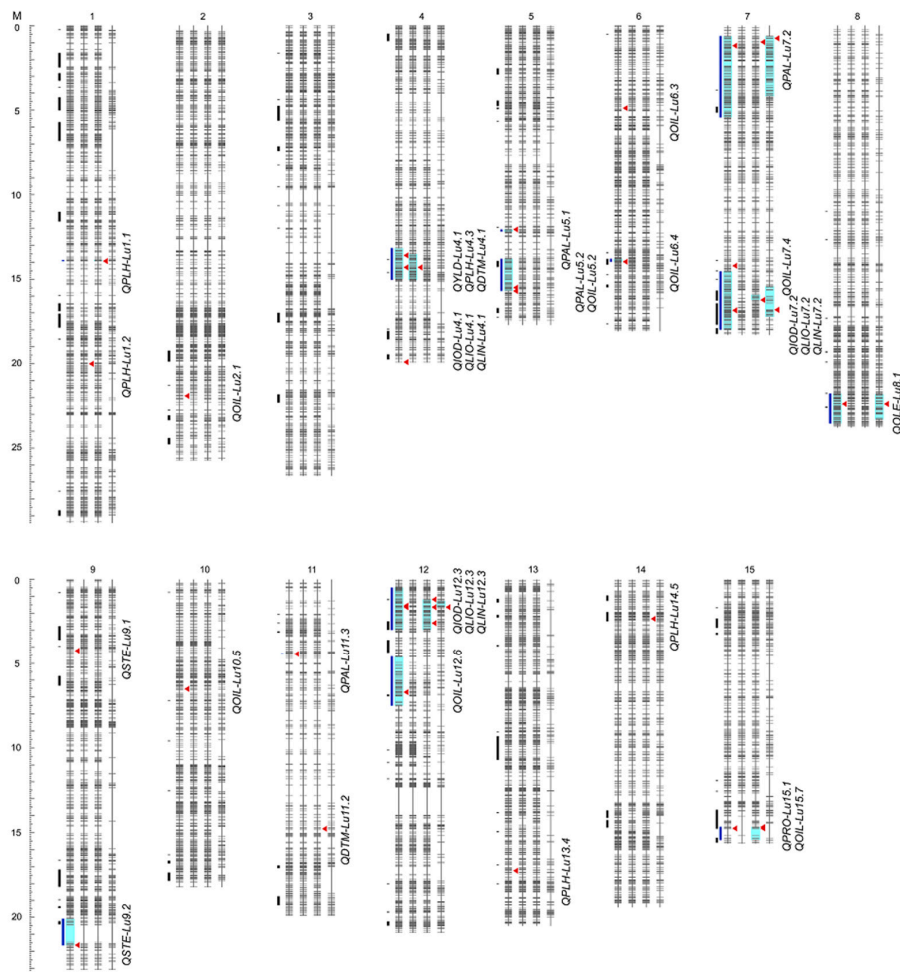 M
1 2 3 4 5 6 7 8
0
5
10
15
20
25
QPLH-Lu1.1
QPLH-Lu1.2
QOIL-Lu2.1
QYLD-Lu4.1
QPLH-Lu4.3
QDTM-Lu4.1
QIOD-Lu4.1
QLIO-Lu4.1
QLIN-Lu4.1
QPAL-Lu5.1
QPAL-Lu5.2
QOIL-Lu5.2
QOIL-Lu6.3
QOIL-Lu6.4
QPAL-Lu7.2
QOIL-Lu7.4
QIOD-Lu7.2
QLIO-Lu7.2
QLIN-Lu7.2
QOLE-Lu8.1
9 10 11 12 13 14 15
0
5
10
15
20
QSTE-Lu9.1
QSTE-Lu9.2
QOIL-Lu10.5
QPAL-Lu11.3
QDTM-Lu11.2
QIOD-Lu12.3
QLIO-Lu12.3
QLIN-Lu12.3
QOIL-Lu12.6
QPLH-Lu13.4
QPLH-Lu14.5
QPRO-Lu15.1
QOIL-Lu15.7